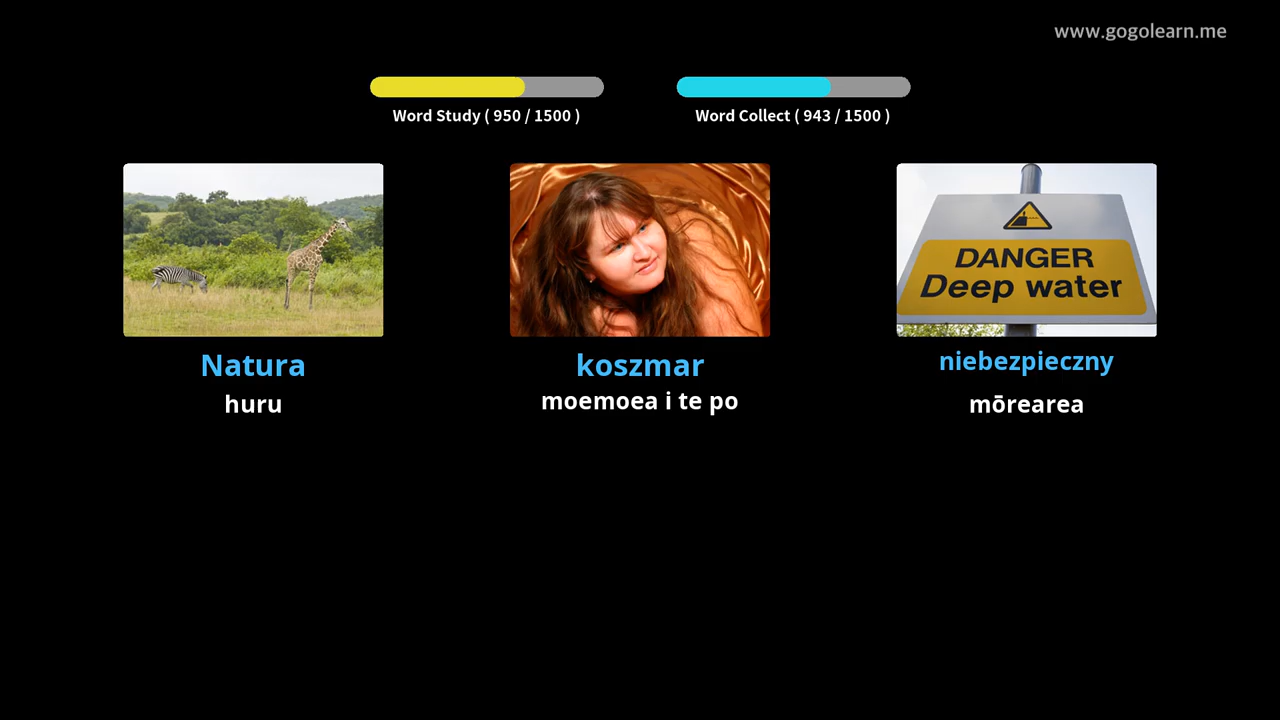 www.gogolearn.me
Word Study ( 950 / 1500 )
Word Collect ( 943 / 1500 )
DANGER
Deep water
Natura
koszmar
niebezpieczny
huru
moemoea i te po
mōrearea